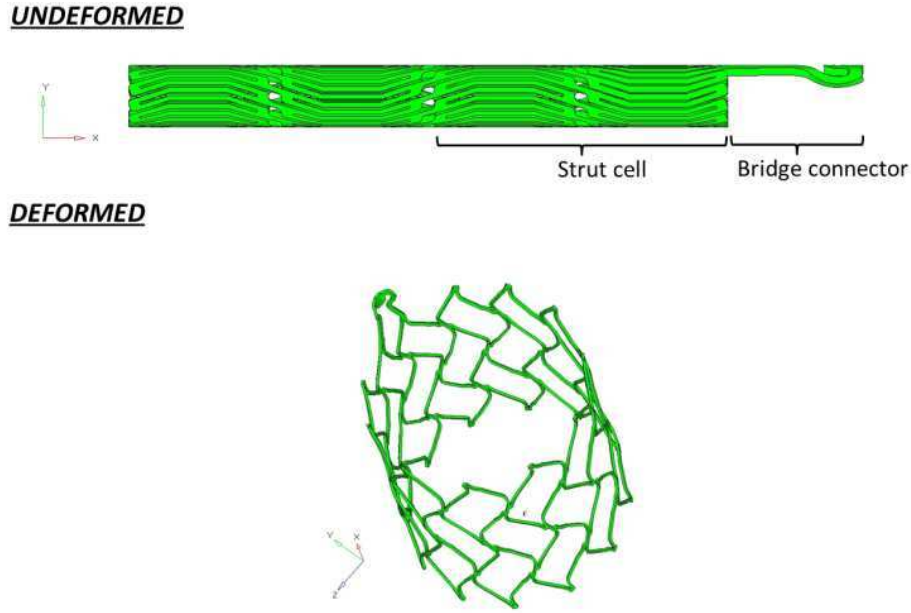 UNDEFORMED
Y
X
Strut cell
Bridge connector
DEFORMED
Y
X
Z